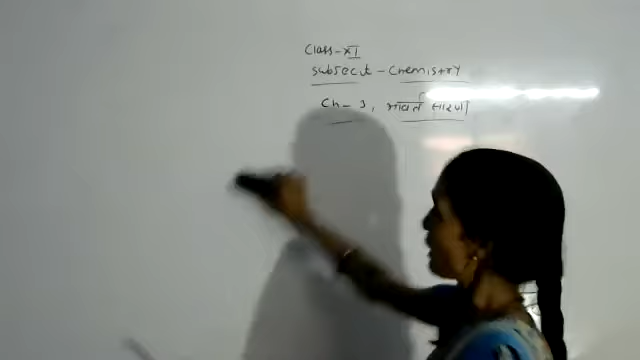 Class-XI
Subsecit - Chemistry
Ch- 3, आवर्त सारणी